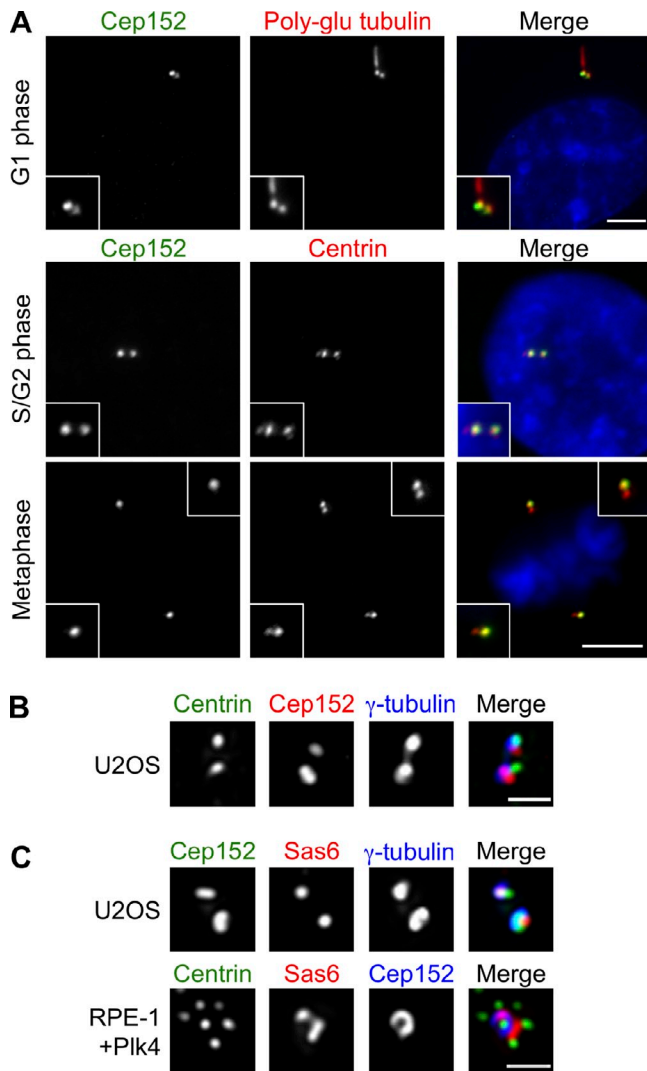 A
Cep152 Poly-glu tubulin Merge
G1 phase
Cep152 Centrin Merge
S/G2 phase
Metaphase
B
Centrin Cep152 γ-tubulin Merge
U2OS
C
Cep152 Sas6 γ-tubulin Merge
U2OS
Centrin Sas6 Cep152 Merge
RPE-1
+Plk4